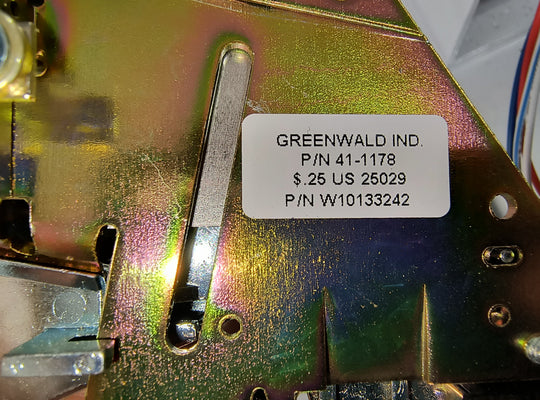 GREENWALD IND.
P/N 41-1178
$.25 US 25029
P/N W10133242